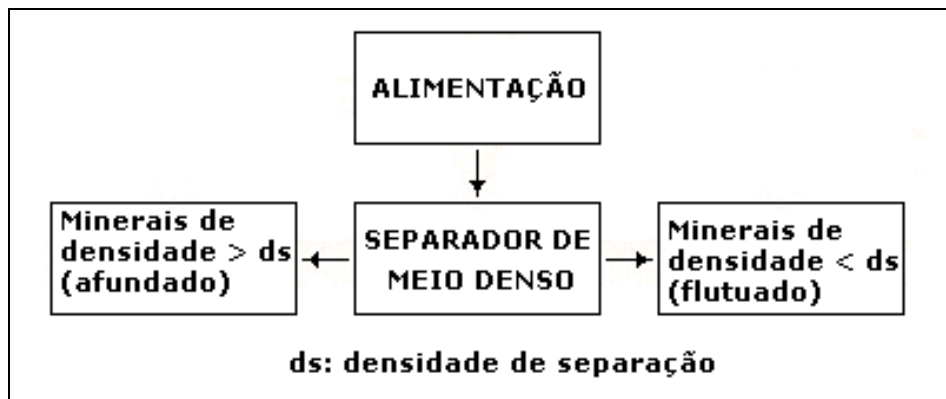 ALIMENTAÇÃO
Minerais de
densidade > ds
(afundado)
SEPARADOR DE
MEIO DENSO
Minerais de
densidade < ds
(flutuado)
ds: densidade de separação